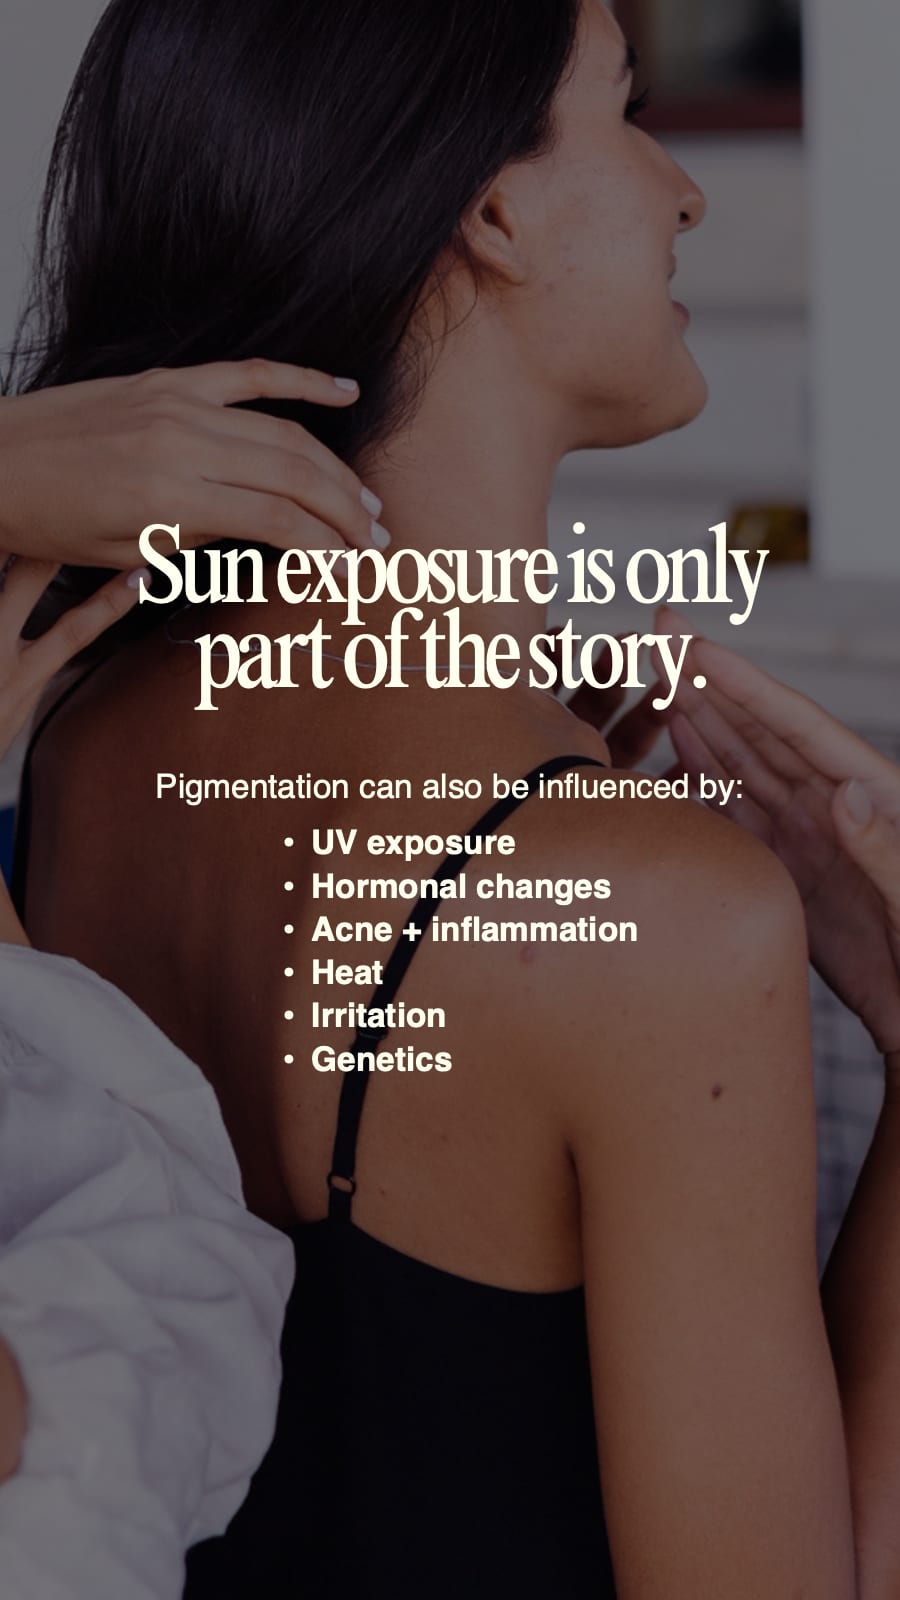 Sun exposure is only
part of the story.
Pigmentation can also be influenced by:
• UV exposure
• Hormonal changes
• Acne + inflammation
• Heat
• Irritation
• Genetics